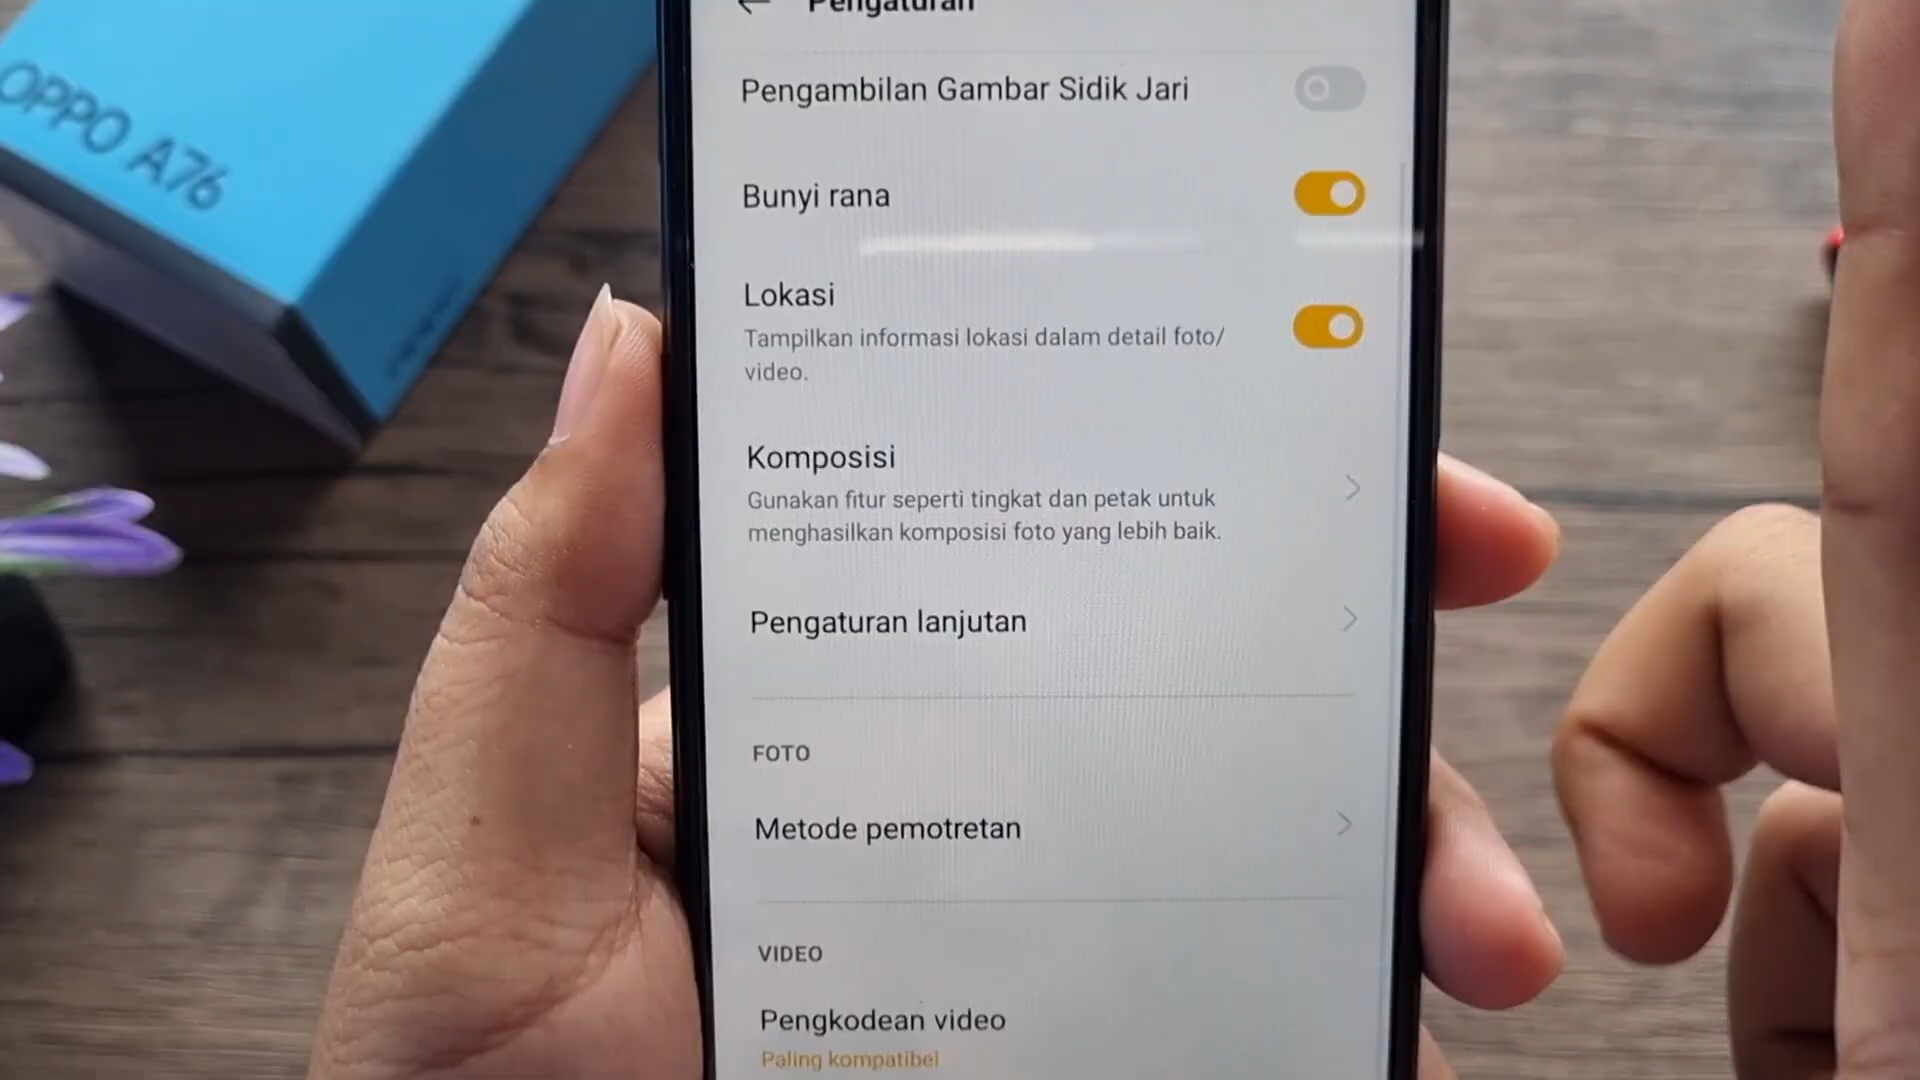 OPPO A76
Pengaturan
Pengambilan Gambar Sidik Jari
Bunyi rana
Lokasi
Tampilkan informasi lokasi dalam detail foto/
video.
Komposisi
Gunakan fitur seperti tingkat dan petak untuk
menghasilkan komposisi foto yang lebih baik.
Pengaturan lanjutan
FOTO
Metode pemotretan
VIDEO
Pengkodean video
Paling kompatibel